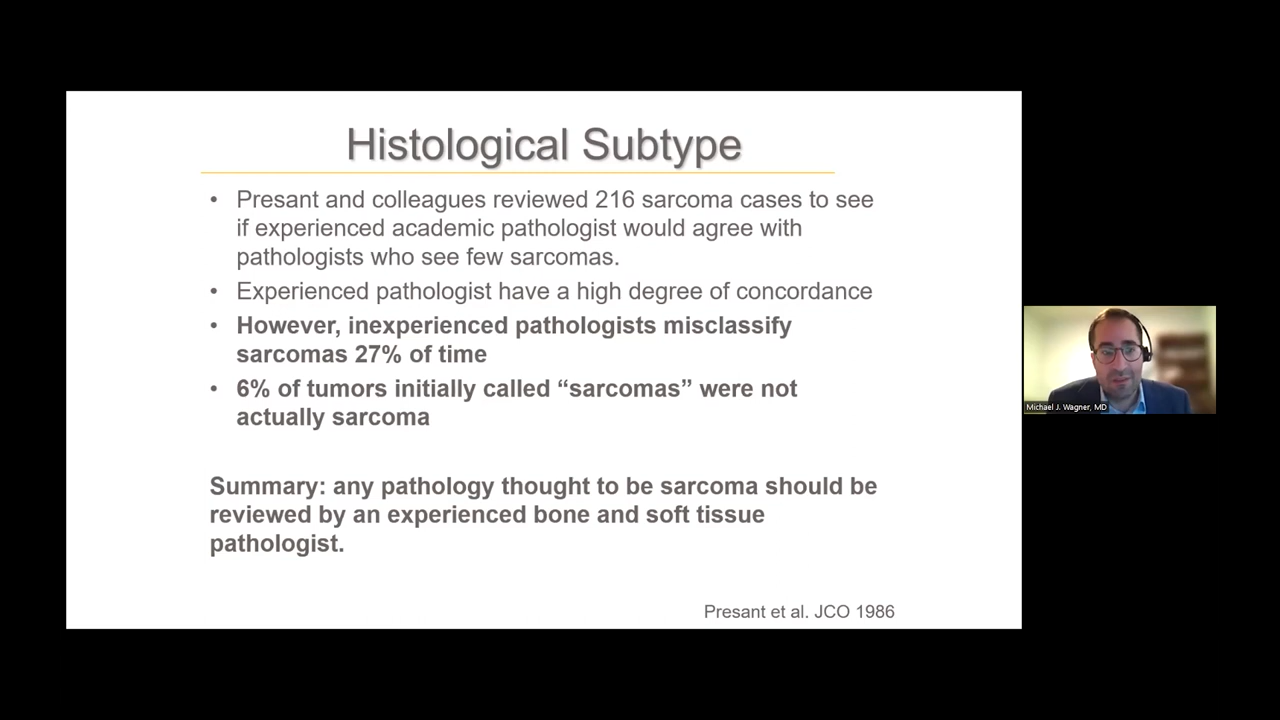 Histological Subtype
• Presant and colleagues reviewed 216 sarcoma cases to see
if experienced academic pathologist would agree with
pathologists who see few sarcomas.
• Experienced pathologist have a high degree of concordance
• However, inexperienced pathologists misclassify
sarcomas 27% of time
• 6% of tumors initially called “sarcomas” were not
actually sarcoma
Summary: any pathology thought to be sarcoma should be
reviewed by an experienced bone and soft tissue
pathologist.
Presant et al. JCO 1986
Michael J. Wagner, MD